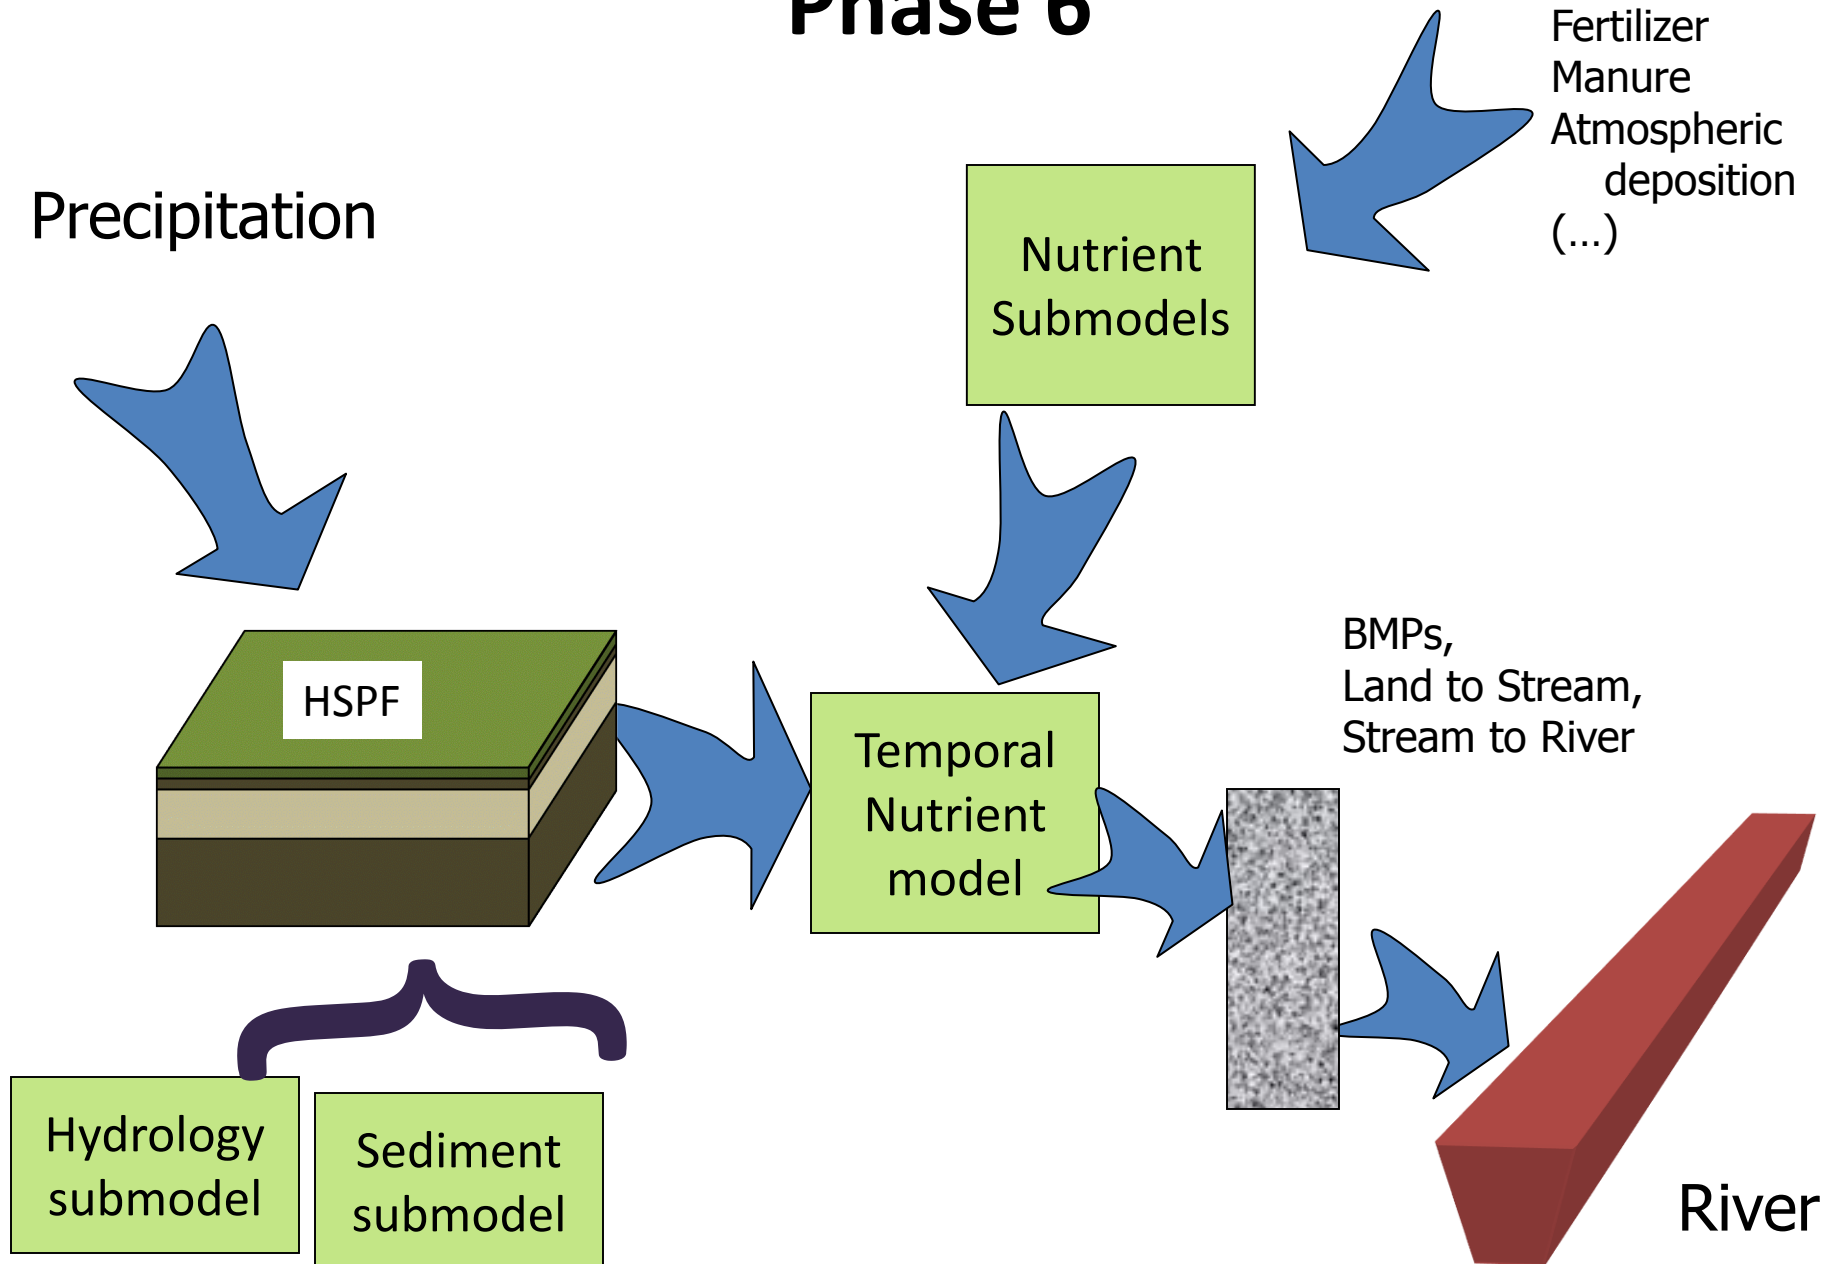 Phase 6
Fertilizer
Manure
Atmospheric
deposition
(...)
Precipitation
Nutrient
Submodels
HSPF
BMPs,
Land to Stream,
Stream to River
Temporal
Nutrient
model
Hydrology
submodel
Sediment
submodel
River